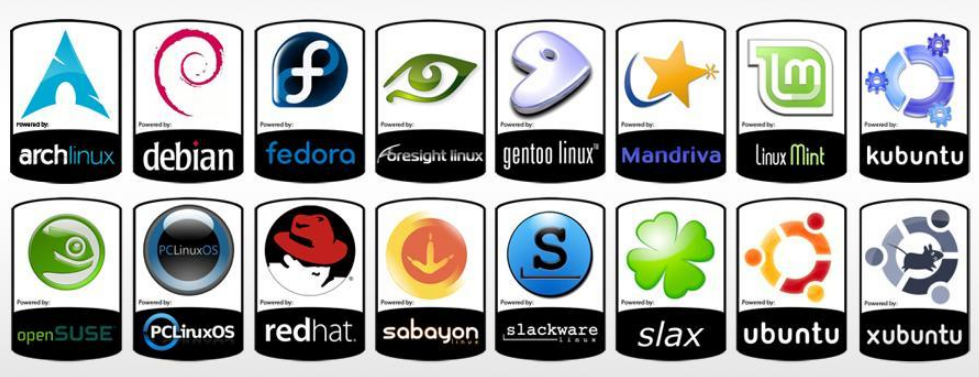 Powered by: Powered by: Powered by: Powered by: Powered by: Powered by: Powered by: Powered by:
archlinux debian fedora foresight linux gentoo linux™ Mandriva Linux Mint kubuntu
PCLinuxOS S
Powered by: Powered by: Powered by: Powered by: Powered by: Powered by: Powered by: Powered by:
openSUSE PCLinuxOS redhat. sabayon linux slackware linux slax ubuntu xubuntu